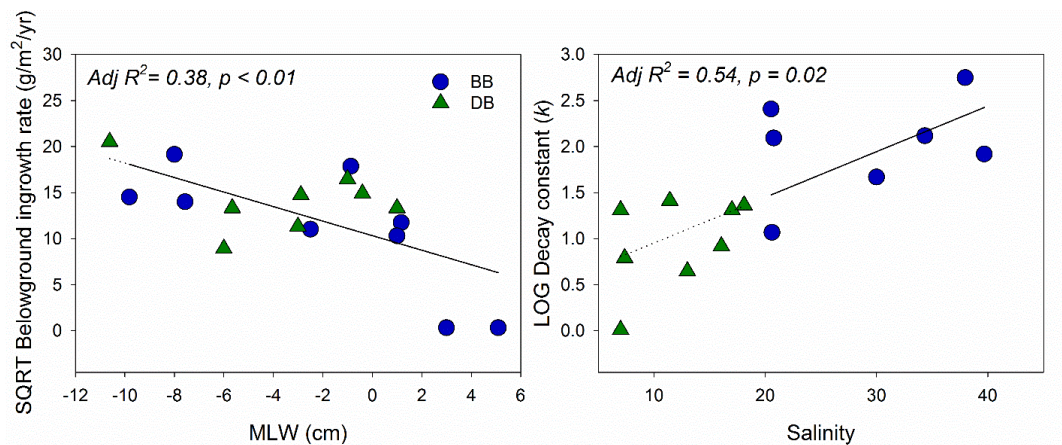 SQRT Belowground ingrowth rate (g/m²/yr)
30
25
20
15
10
5
0
Adj R² = 0.38, p < 0.01
BB
DB
-12 -10 -8 -6 -4 -2 0 2 4 6
MLW (cm)
LOG Decay constant (k)
3.0
2.5
2.0
1.5
1.0
0.5
0.0
Adj R² = 0.54, p = 0.02
10 20 30 40
Salinity